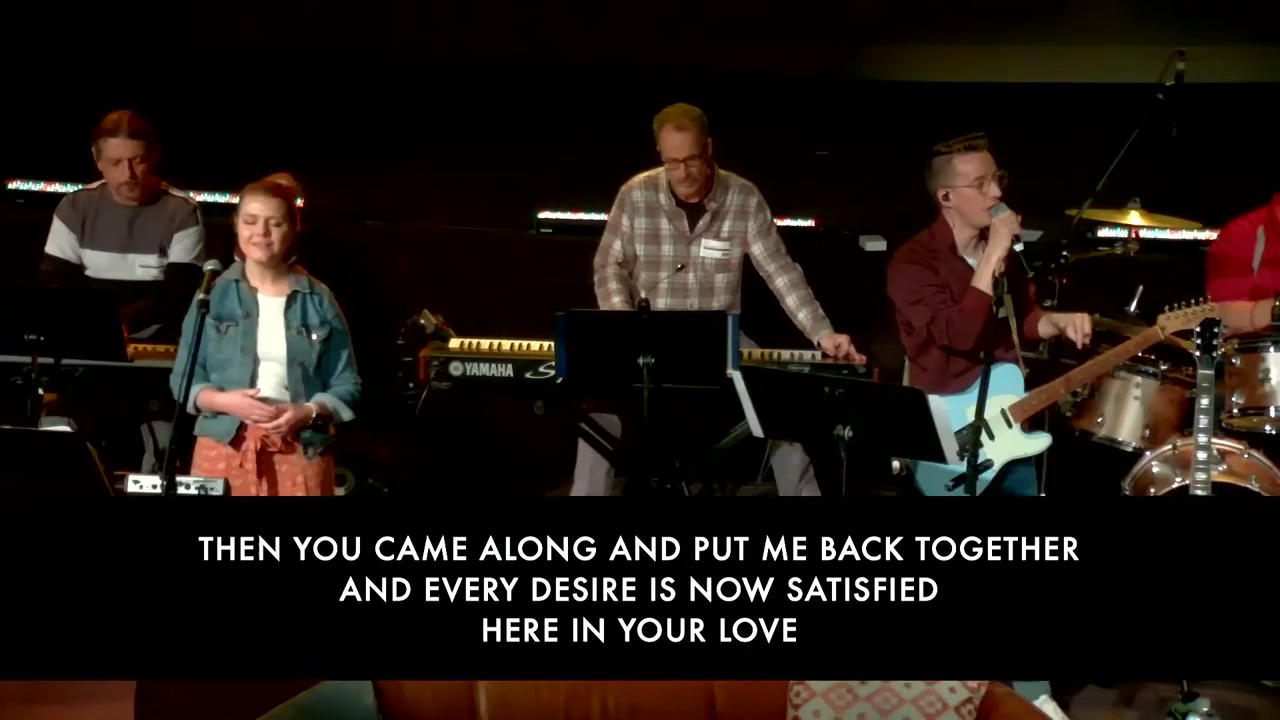 YAMAHA
THEN YOU CAME ALONG AND PUT ME BACK TOGETHER
AND EVERY DESIRE IS NOW SATISFIED
HERE IN YOUR LOVE